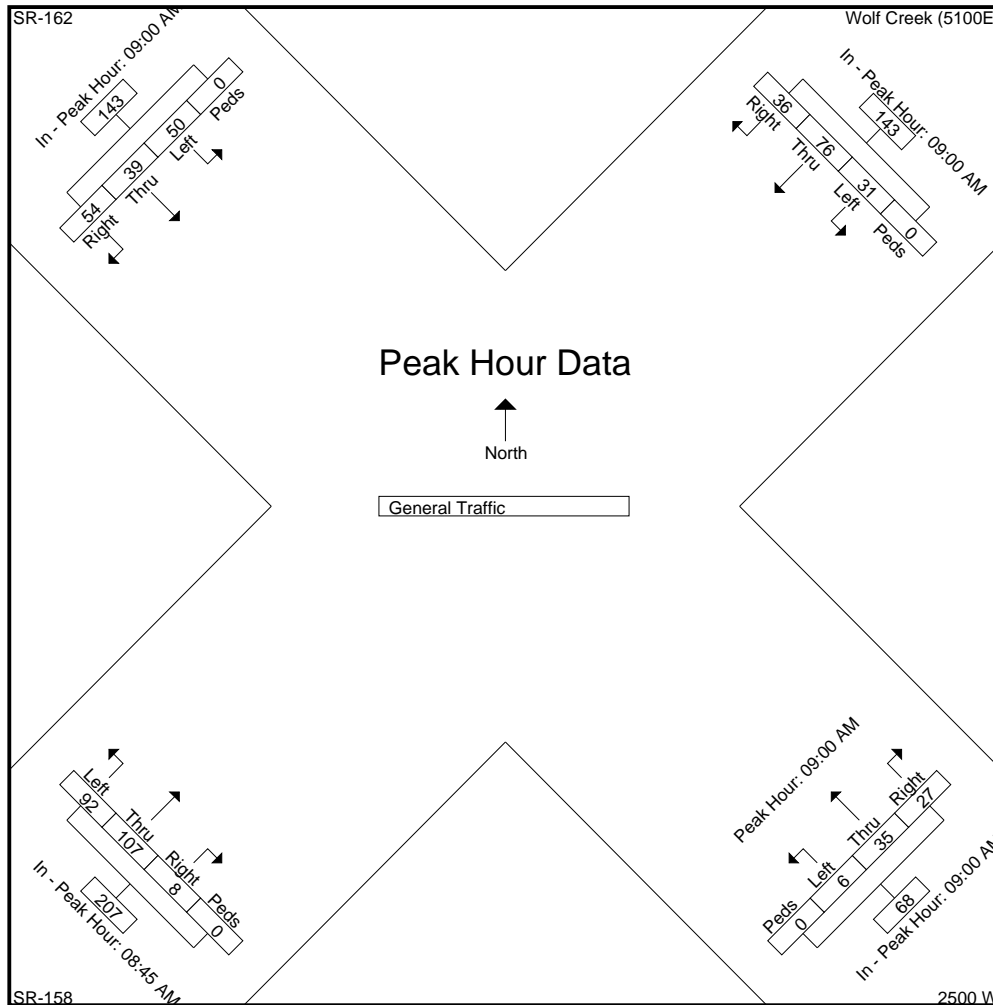 SR-162
Wolf Creek (5100E
In - Peak Hour: 09:00 AM
143
0
50
39
54
Peds
Left
Thru
Right
In - Peak Hour: 09:00 AM
143
36
76
31
0
Right
Thru
Left
Peds
Peak Hour Data
North
General Traffic
Left
Thru
Right
Peds
92
107
8
0
207
In - Peak Hour: 08:45 AM
Peak Hour: 09:00 AM
Right
Thru
Left
Peds
27
35
6
0
68
In - Peak Hour: 09:00 AM
SR-158
2500 W